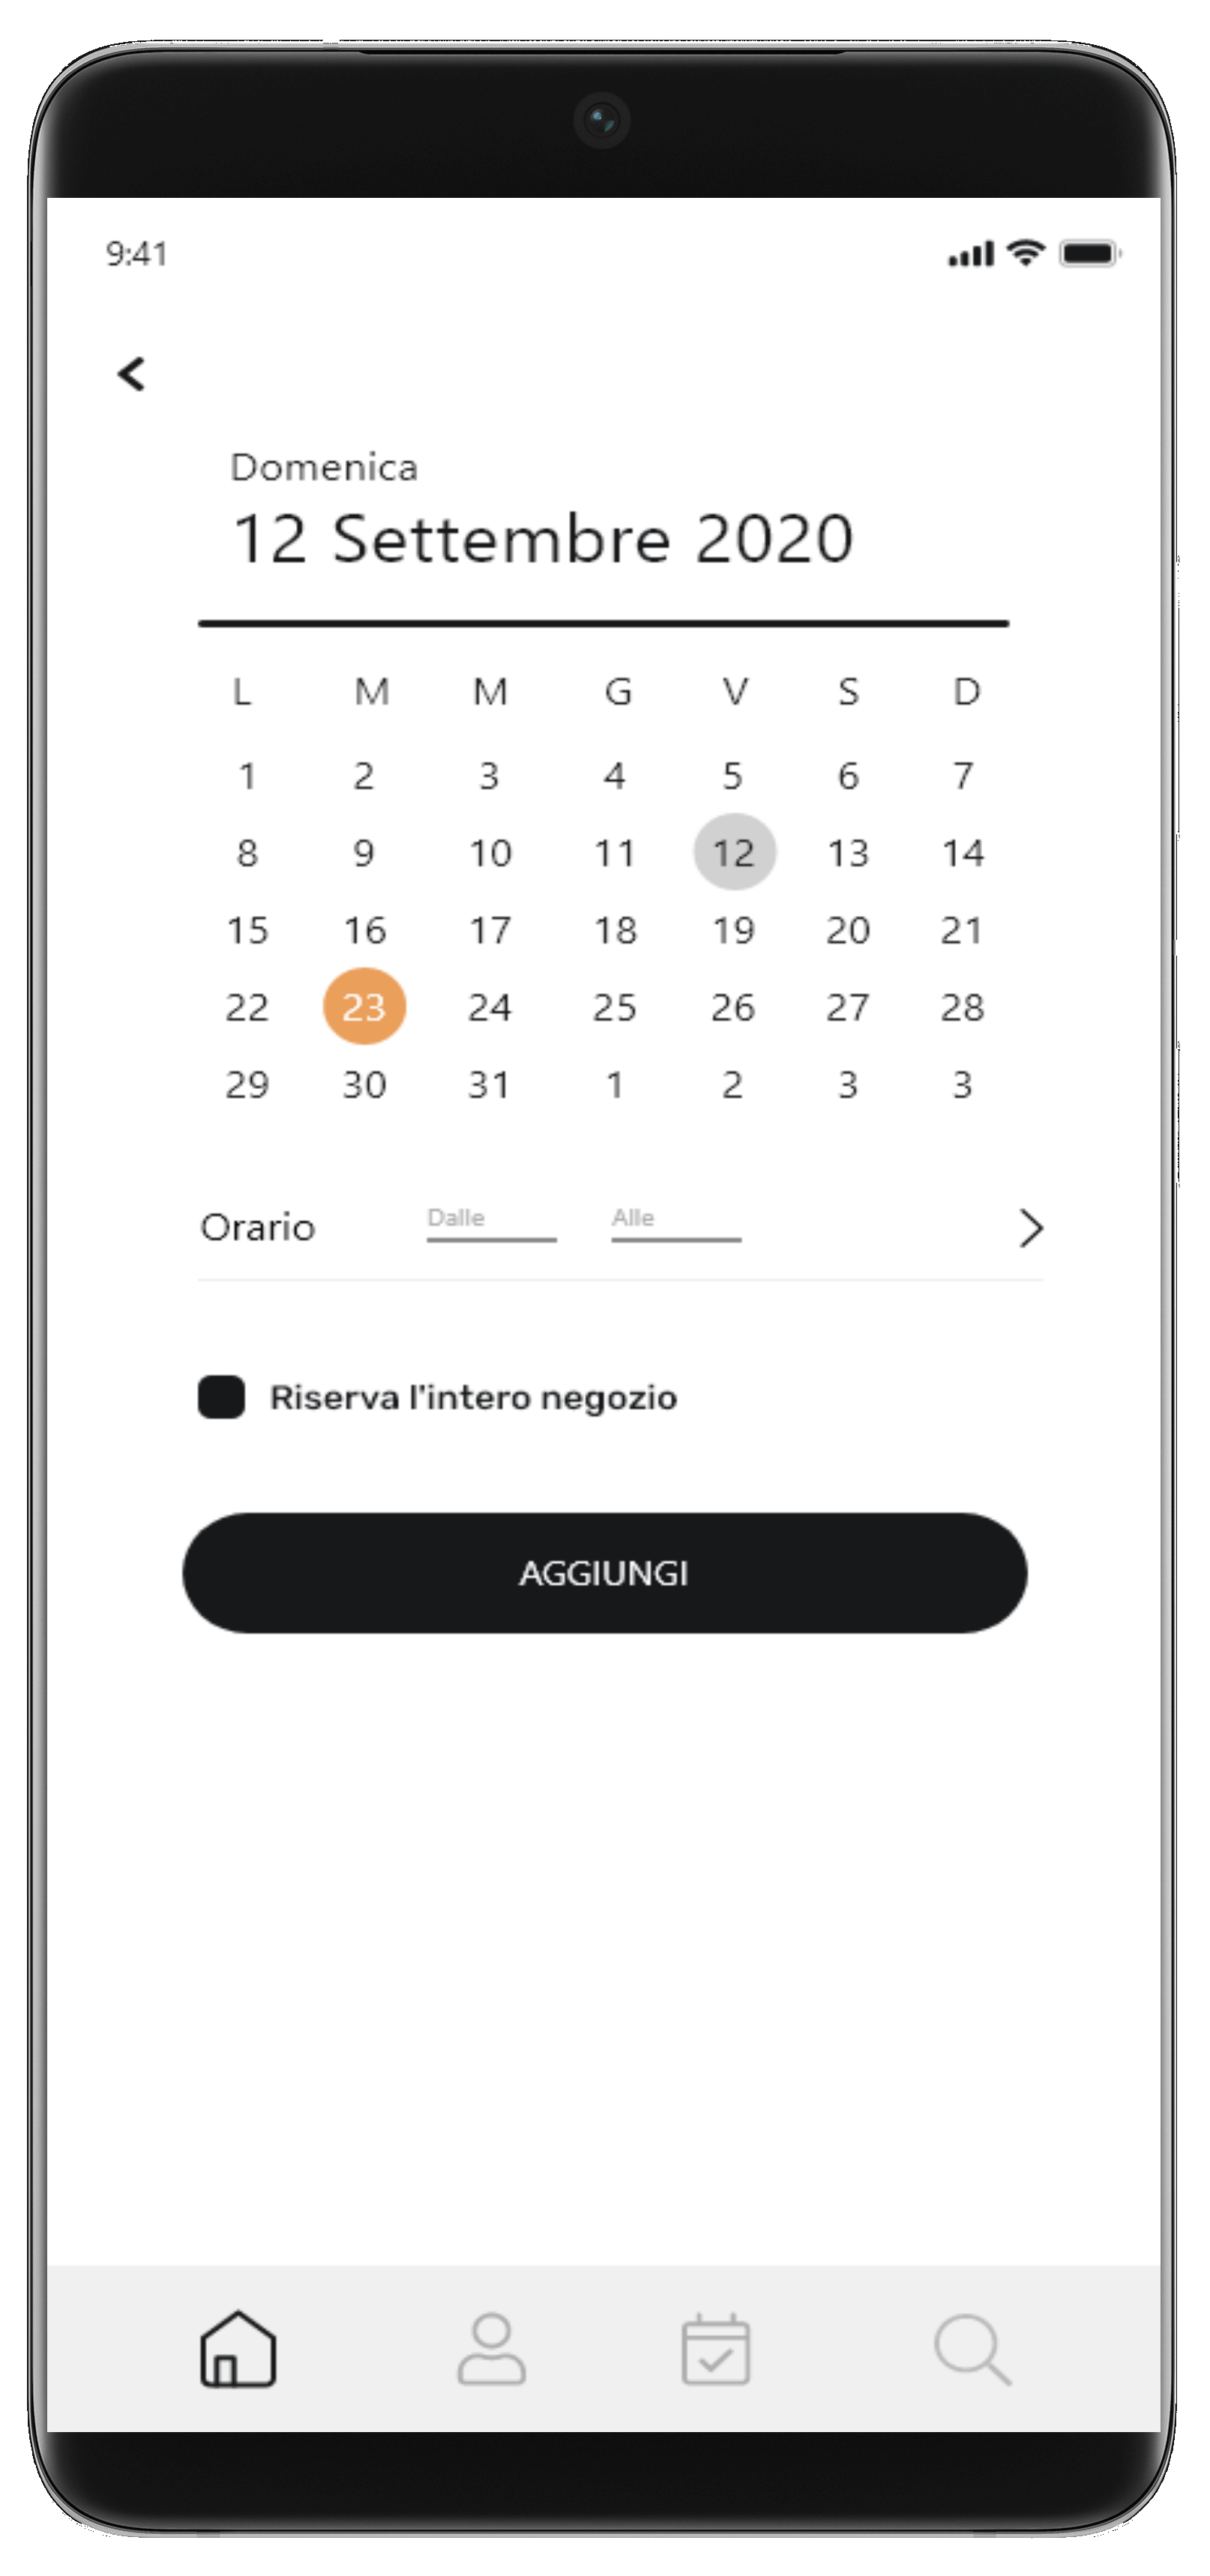 9:41
Domenica
12 Settembre 2020
L M M G V S D
1 2 3 4 5 6 7
8 9 10 11 12 13 14
15 16 17 18 19 20 21
22 23 24 25 26 27 28
29 30 31 1 2 3 3
Orario Dalle Alle
Riserva l'intero negozio
AGGIUNGI